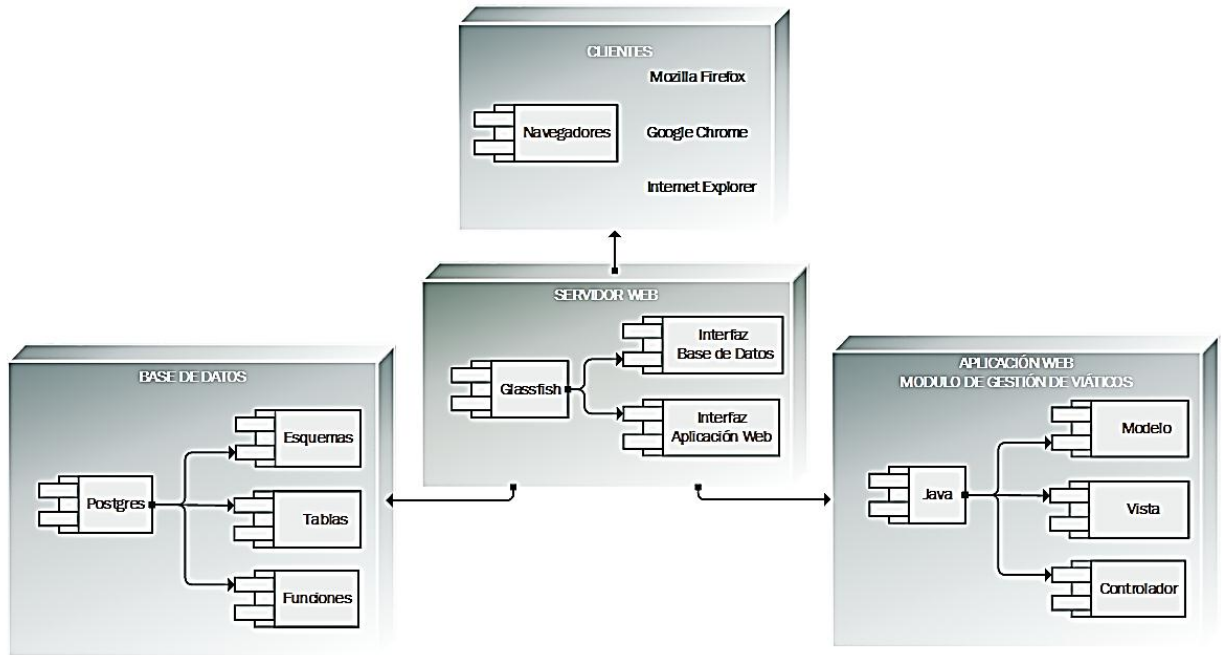 CLIENTES
Mozilla Firefox
Navegadores
Google Chrome
Internet Explorer
SERVIDOR WEB
Interfaz
Base de Datos
Glassfish
Interfaz
Aplicación Web
BASE DE DATOS
Esquemas
Postgres
Tablas
Funciones
APLICACIÓN WEB
MODULO DE GESTIÓN DE VIÁTICOS
Modelo
Java
Vista
Controlador